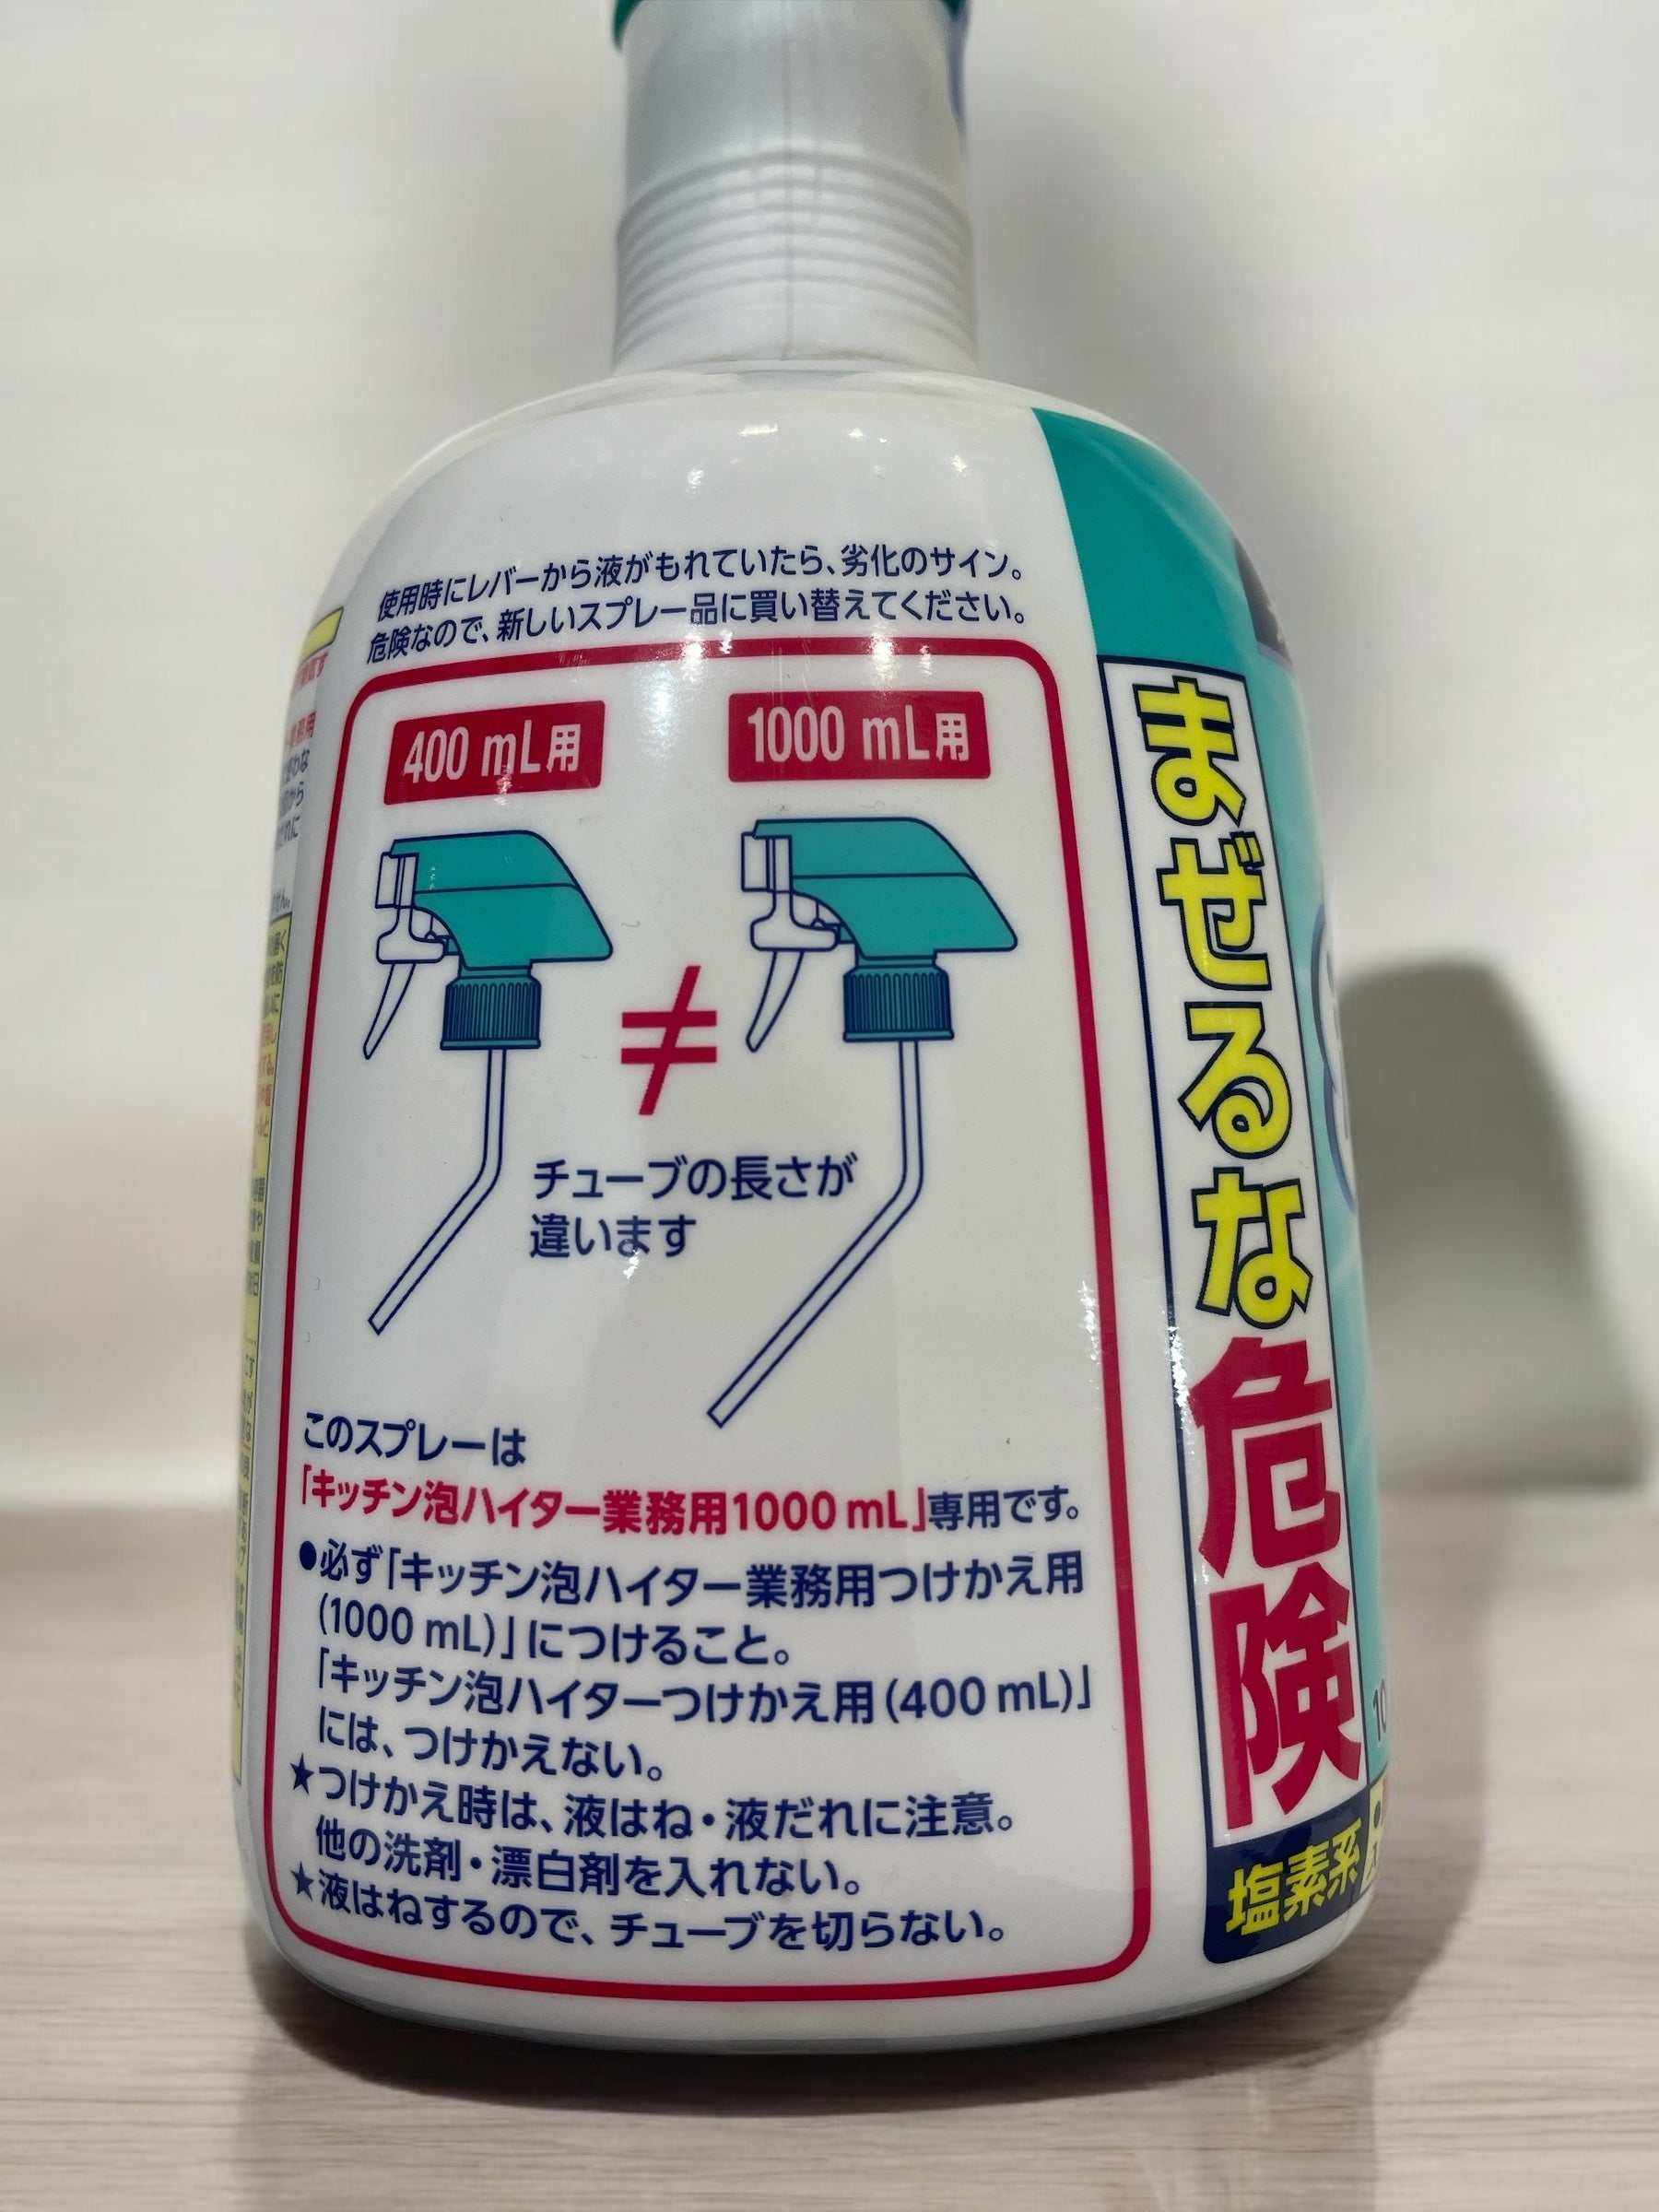 使用時にレバーから液がもれていたら、劣化のサイン。
危険なので、新しいスプレー品に買い替えてください。
400 mL用
1000 mL用
≠
チューブの長さが
違います
このスプレーは
「キッチン泡ハイター業務用1000 mL」専用です。
●必ず「キッチン泡ハイター業務用つけかえ用
(1000 mL)」につけること。
「キッチン泡ハイターつけかえ用(400 mL)」
には、つけかえない。
★つけかえ時は、液はね・液だれに注意。
他の洗剤・漂白剤を入れない。
★液はねするので、チューブを切らない。
まぜるな
危険
塩素系